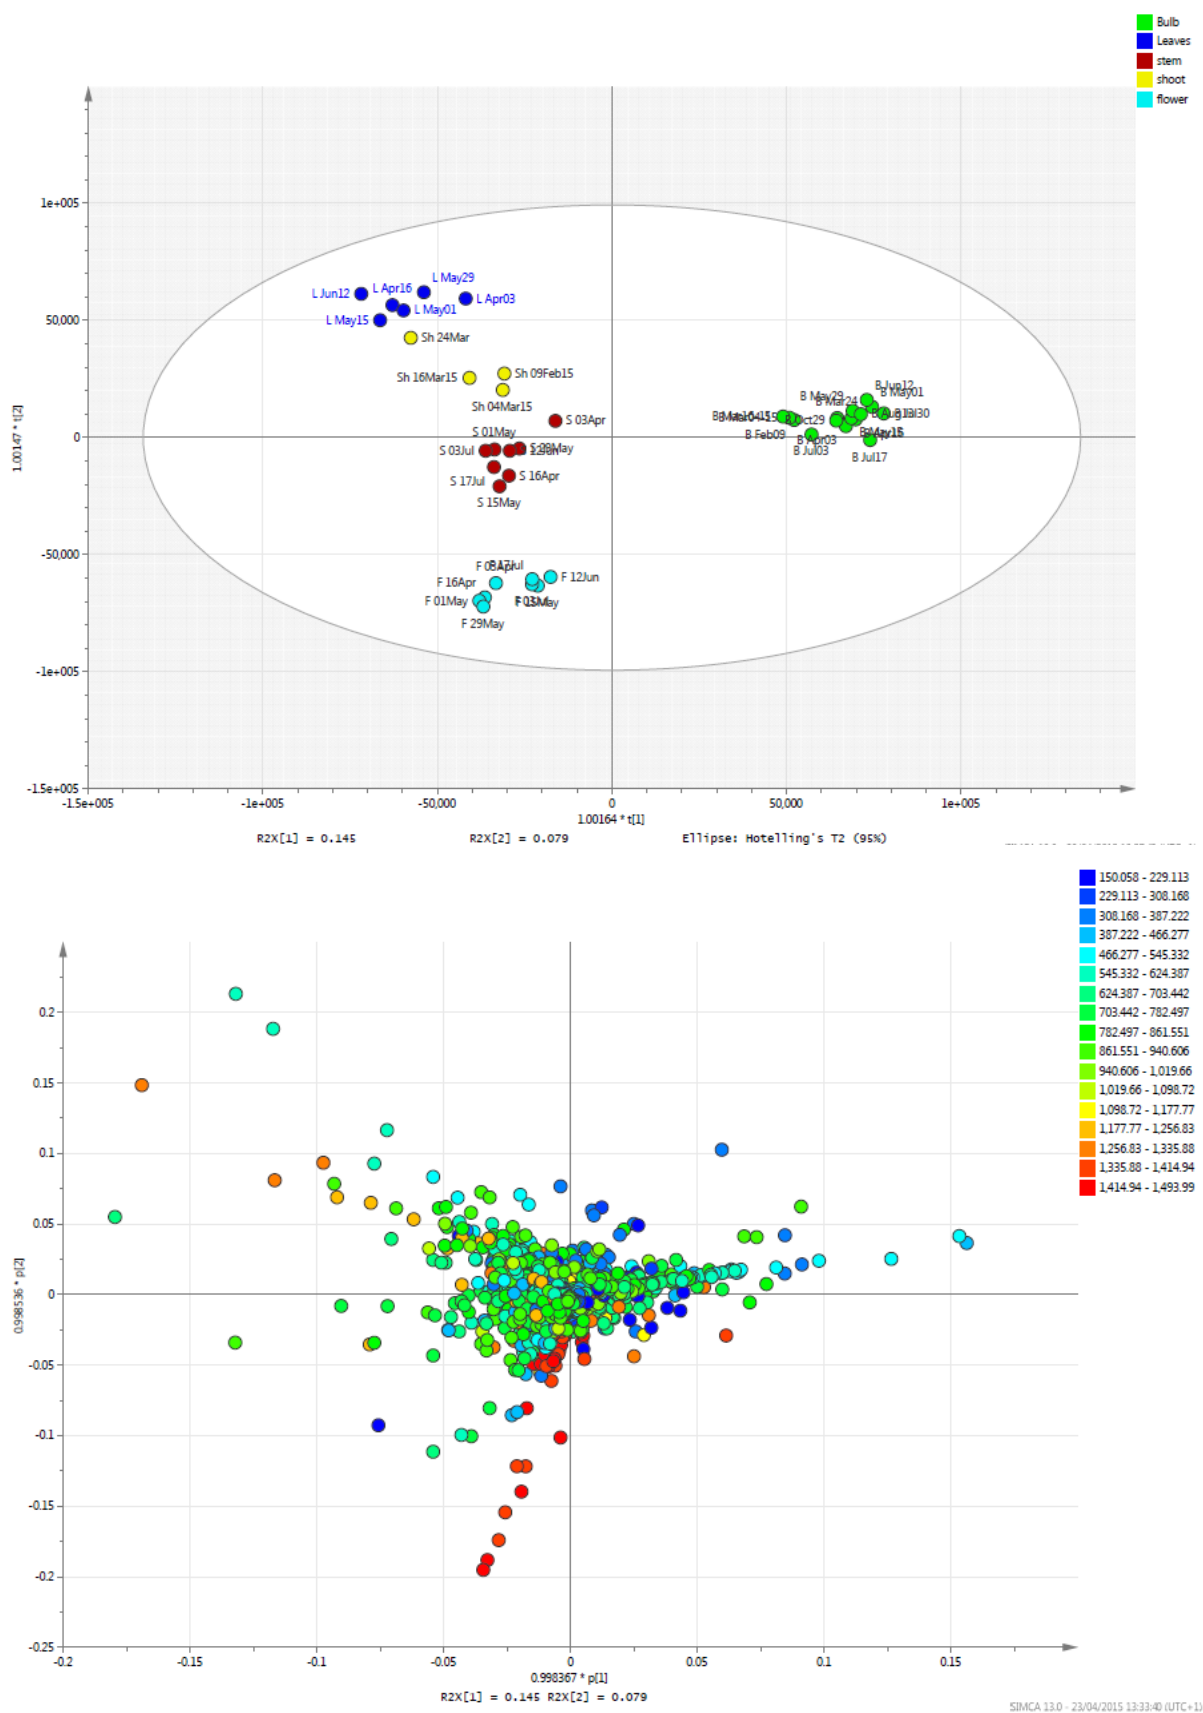 Bulb
Leaves
stem
shoot
flower
1e+005
50,000
0
-50,000
-1e+005
-1.5e+005
1.00147 * t[2]
L May29
L Apr16
L Jun12
L Apr03
L May01
L May15
Sh 24Mar
Sh 16Mar15
Sh 09Feb15
Sh 04Mar15
S 03Apr
S 01May
S 03Jul
S 29May
S 17Jul
S 16Apr
S 15May
F 12Jun
F 16Apr
F 01May
F 29May
B Jun12
B May29
B May01
B Mar24
B Feb09
B Apr03
B Jul03
B Jul17
-1.5e+005
-1e+005
-50,000
0
50,000
1e+005
1.00164 * t[1]
R2X[1] = 0.145
R2X[2] = 0.079
Ellipse: Hotelling's T2 (95%)
150.058 - 229.113
229.113 - 308.168
308.168 - 387.222
387.222 - 466.277
466.277 - 545.332
545.332 - 624.387
624.387 - 703.442
703.442 - 782.497
782.497 - 861.551
861.551 - 940.606
940.606 - 1,019.66
1,019.66 - 1,098.72
1,098.72 - 1,177.77
1,177.77 - 1,256.83
1,256.83 - 1,335.88
1,335.88 - 1,414.94
1,414.94 - 1,493.99
0.2
0.15
0.1
0.05
0
-0.05
-0.1
-0.15
-0.2
-0.25
0.998536 * p[2]
-0.2
-0.15
-0.1
-0.05
0
0.05
0.1
0.15
0.998367 * p[1]
R2X[1] = 0.145 R2X[2] = 0.079
SIMCA 13.0 - 23/04/2015 13:33:40 (UTC+1)